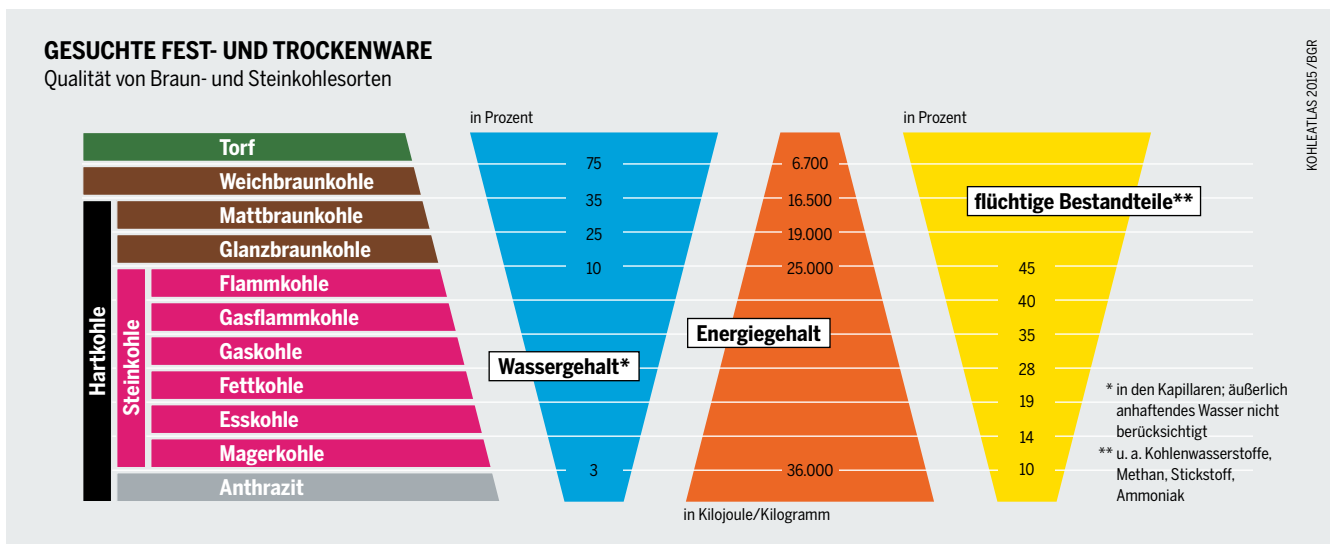 GESUCHTE FEST- UND TROCKENWARE
Qualität von Braun- und Steinkohlesorten
KOHLEATLAS 2015 /BGR
in Prozent
in Prozent
Torf
Weichbraunkohle
Mattbraunkohle
Glanzbraunkohle
Flammkohle
Gasflammkohle
Gaskohle
Fettkohle
Esskohle
Magerkohle
Anthrazit
Hartkohle
Steinkohle
75
35
25
10
Wassergehalt*
3
6.700
16.500
19.000
25.000
Energiegehalt
36.000
in Kilojoule/Kilogramm
flüchtige Bestandteile**
45
40
35
28
19
14
10
* in den Kapillaren; äußerlich
anhaftendes Wasser nicht
berücksichtigt
** u. a. Kohlenwasserstoffe,
Methan, Stickstoff,
Ammoniak